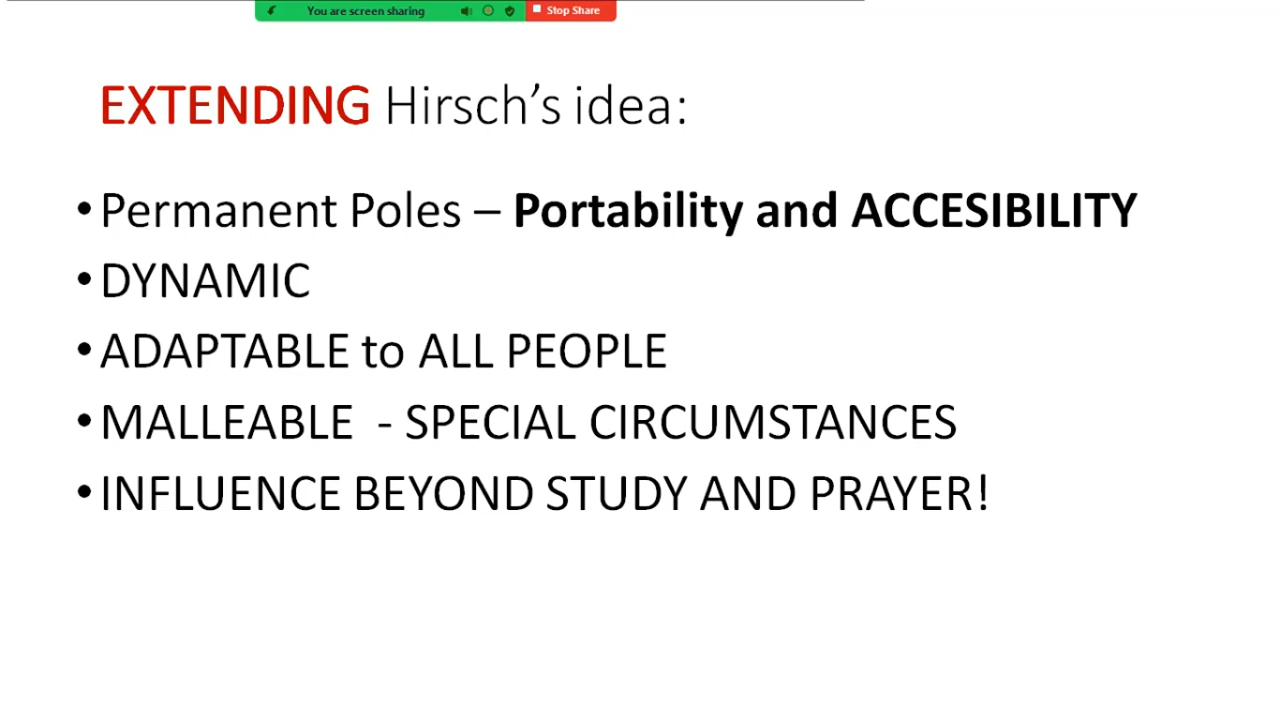 You are screen sharing Stop Share
EXTENDING Hirsch’s idea:
•Permanent Poles – Portability and ACCESIBILITY
•DYNAMIC
•ADAPTABLE to ALL PEOPLE
•MALLEABLE - SPECIAL CIRCUMSTANCES
•INFLUENCE BEYOND STUDY AND PRAYER!